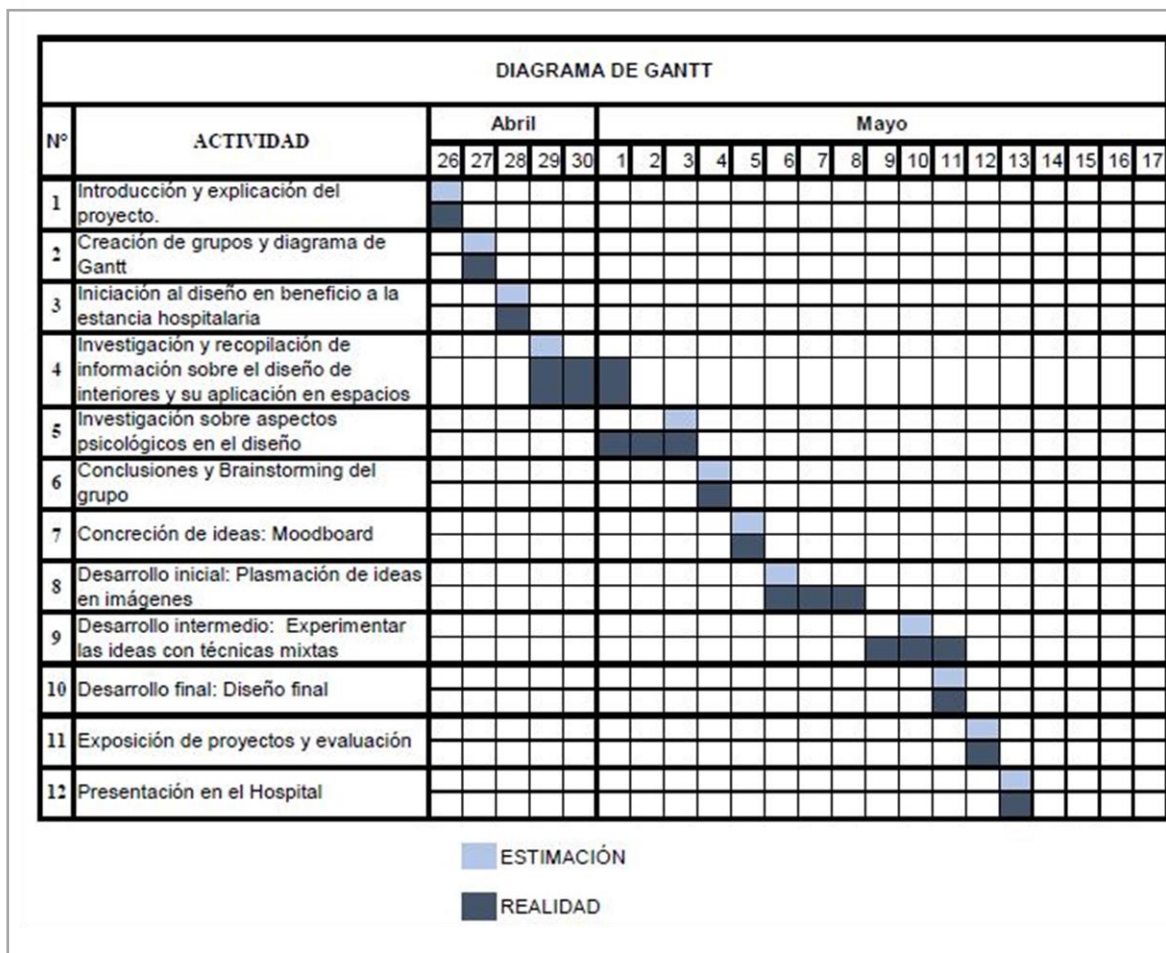 DIAGRAMA DE GANTT
Nº ACTIVIDAD Abril Mayo
26 27 28 29 30 1 2 3 4 5 6 7 8 9 10 11 12 13 14 15 16 17
1 Introducción y explicación del
proyecto.
2 Creación de grupos y diagrama de
Gantt
3 Iniciación al diseño en beneficio a la
estancia hospitalaria
4 Investigación y recopilación de
información sobre el diseño de
interiores y su aplicación en espacios
5 Investigación sobre aspectos
psicológicos en el diseño
6 Conclusiones y Brainstorming del
grupo
7 Concreción de ideas: Moodboard
8 Desarrollo inicial: Plasmación de ideas
en imágenes
9 Desarrollo intermedio: Experimentar
las ideas con técnicas mixtas
10 Desarrollo final: Diseño final
11 Exposición de proyectos y evaluación
12 Presentación en el Hospital
ESTIMACIÓN
REALIDAD